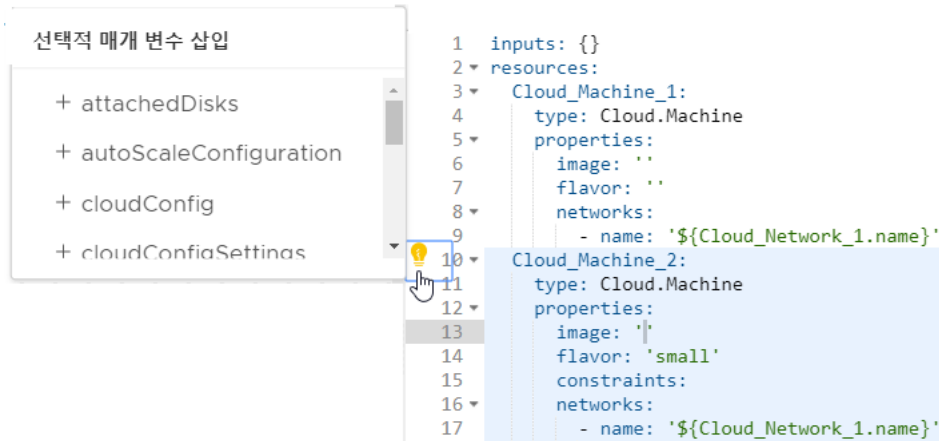 선택적 매개 변수 삽입
+ attachedDisks
+ autoScaleConfiguration
+ cloudConfig
+ cloudConfigSettings
1 inputs: {}
2 resources:
3 Cloud_Machine_1:
4 type: Cloud.Machine
5 properties:
6 image: ''
7 flavor: ''
8 networks:
9 - name: '${Cloud_Network_1.name}'
10 Cloud_Machine_2:
11 type: Cloud.Machine
12 properties:
13 image: ''
14 flavor: 'small'
15 constraints:
16 networks:
17 - name: '${Cloud_Network_1.name}'